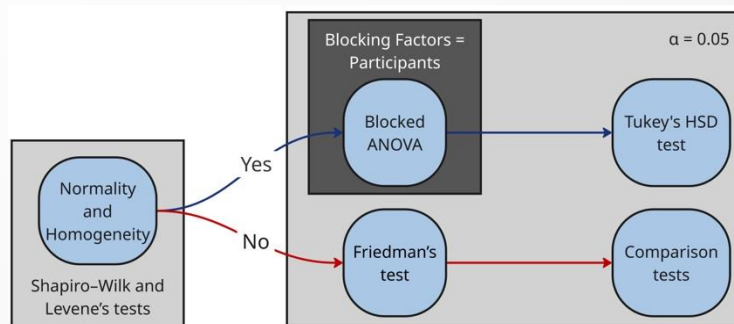 Blocking Factors =
Participants
α = 0.05
Blocked
ANOVA
Tukey's HSD
test
Yes
Normality
and
Homogeneity
No
Friedman’s
test
Comparison
tests
Shapiro–Wilk and
Levene’s tests